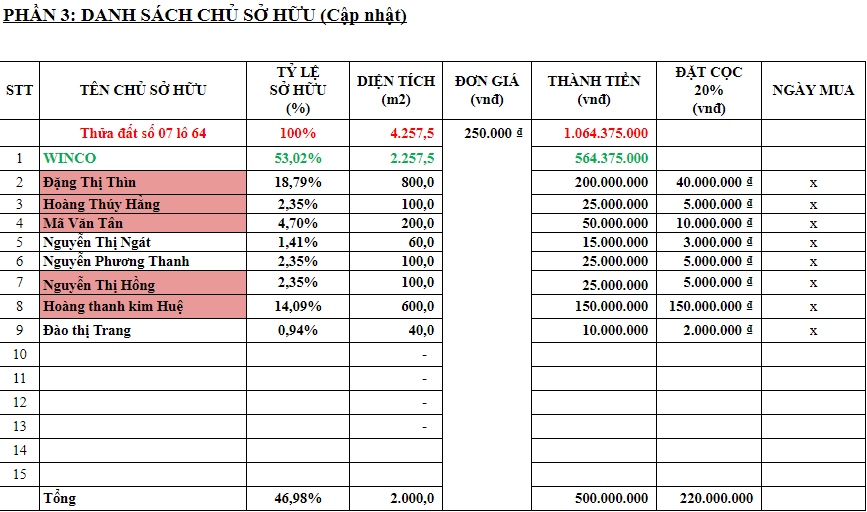 PHẦN 3: DANH SÁCH CHỦ SỞ HỮU (Cập nhật)
STT TÊN CHỦ SỞ HỮU TỶ LỆ SỞ HỮU (%) DIỆN TÍCH (m2) ĐƠN GIÁ (vnđ) THÀNH TIỀN (vnđ) ĐẶT CỌC 20% (vnđ) NGÀY MUA
Thửa đất số 07 lô 64 100% 4.257,5 250.000 ₫ 1.064.375.000
1 WINCO 53,02% 2.257,5 564.375.000
2 Đặng Thị Thìn 18,79% 800,0 200.000.000 40.000.000 ₫ x
3 Hoàng Thúy Hằng 2,35% 100,0 25.000.000 5.000.000 ₫ x
4 Mã Văn Tân 4,70% 200,0 50.000.000 10.000.000 ₫ x
5 Nguyễn Thị Ngát 1,41% 60,0 15.000.000 3.000.000 ₫ x
6 Nguyễn Phương Thanh 2,35% 100,0 25.000.000 5.000.000 ₫ x
7 Nguyễn Thị Hồng 2,35% 100,0 25.000.000 5.000.000 ₫ x
8 Hoàng thanh kim Huệ 14,09% 600,0 150.000.000 150.000.000 ₫ x
9 Đào thị Trang 0,94% 40,0 10.000.000 2.000.000 ₫ x
10 -
11 -
12 -
13 -
14
15
Tổng 46,98% 2.000,0 500.000.000 220.000.000